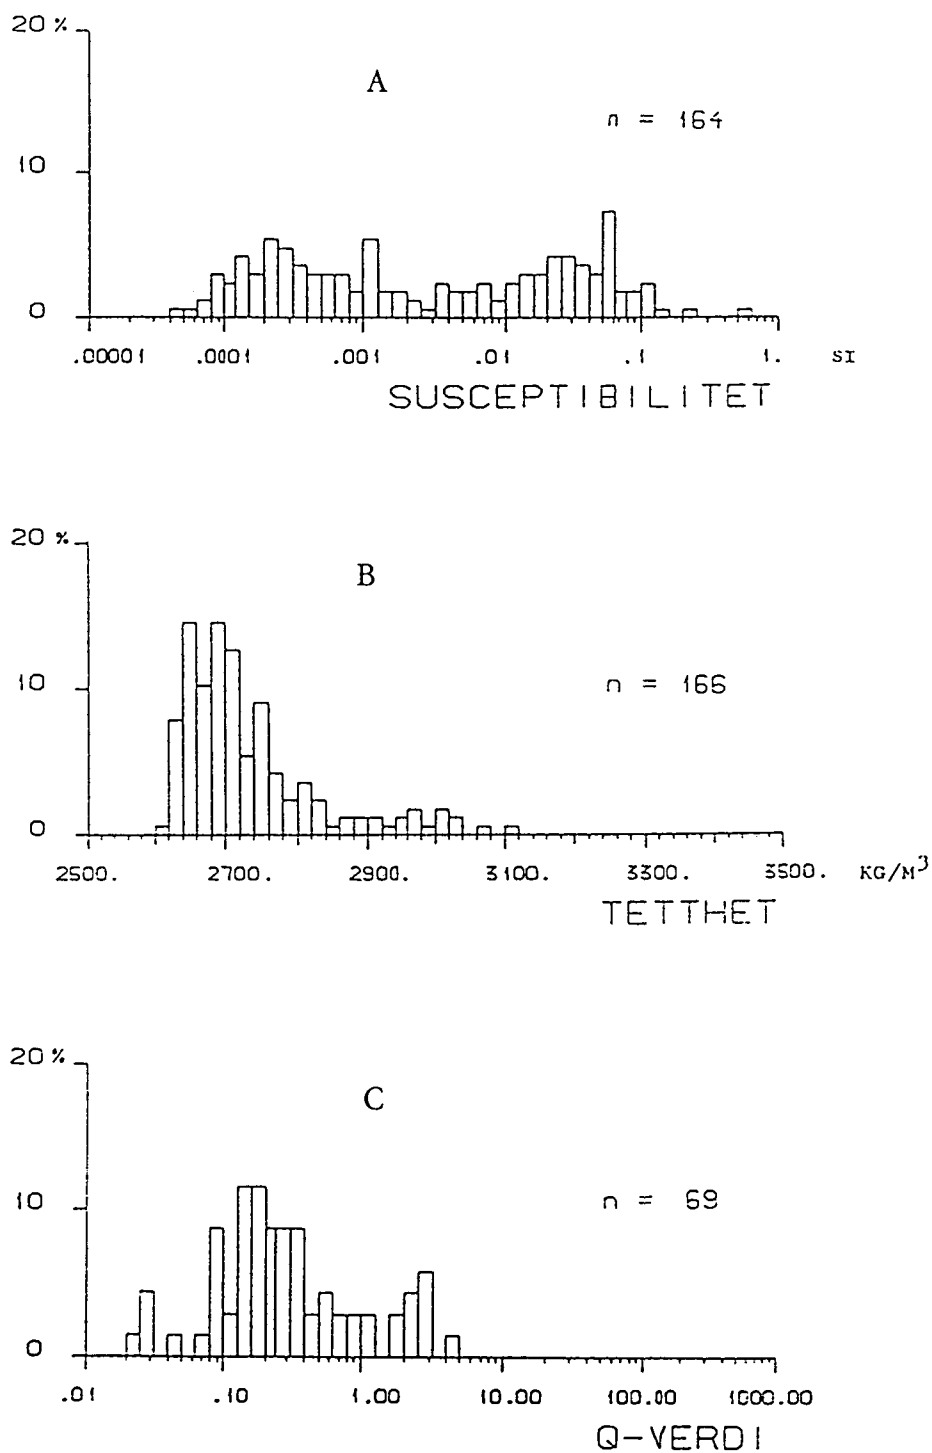 20 %
A
n = 164
10
0
.00001 .0001 .001 .01 .1 1. SI
SUSCEPTIBILITET
20 %
B
10
n = 166
0
2500. 2700. 2900. 3100. 3300. 3500. KG/M³
TETTHET
20 %
C
10
n = 69
0
.01 .10 1.00 10.00 100.00 1000.00
Q-VERDI